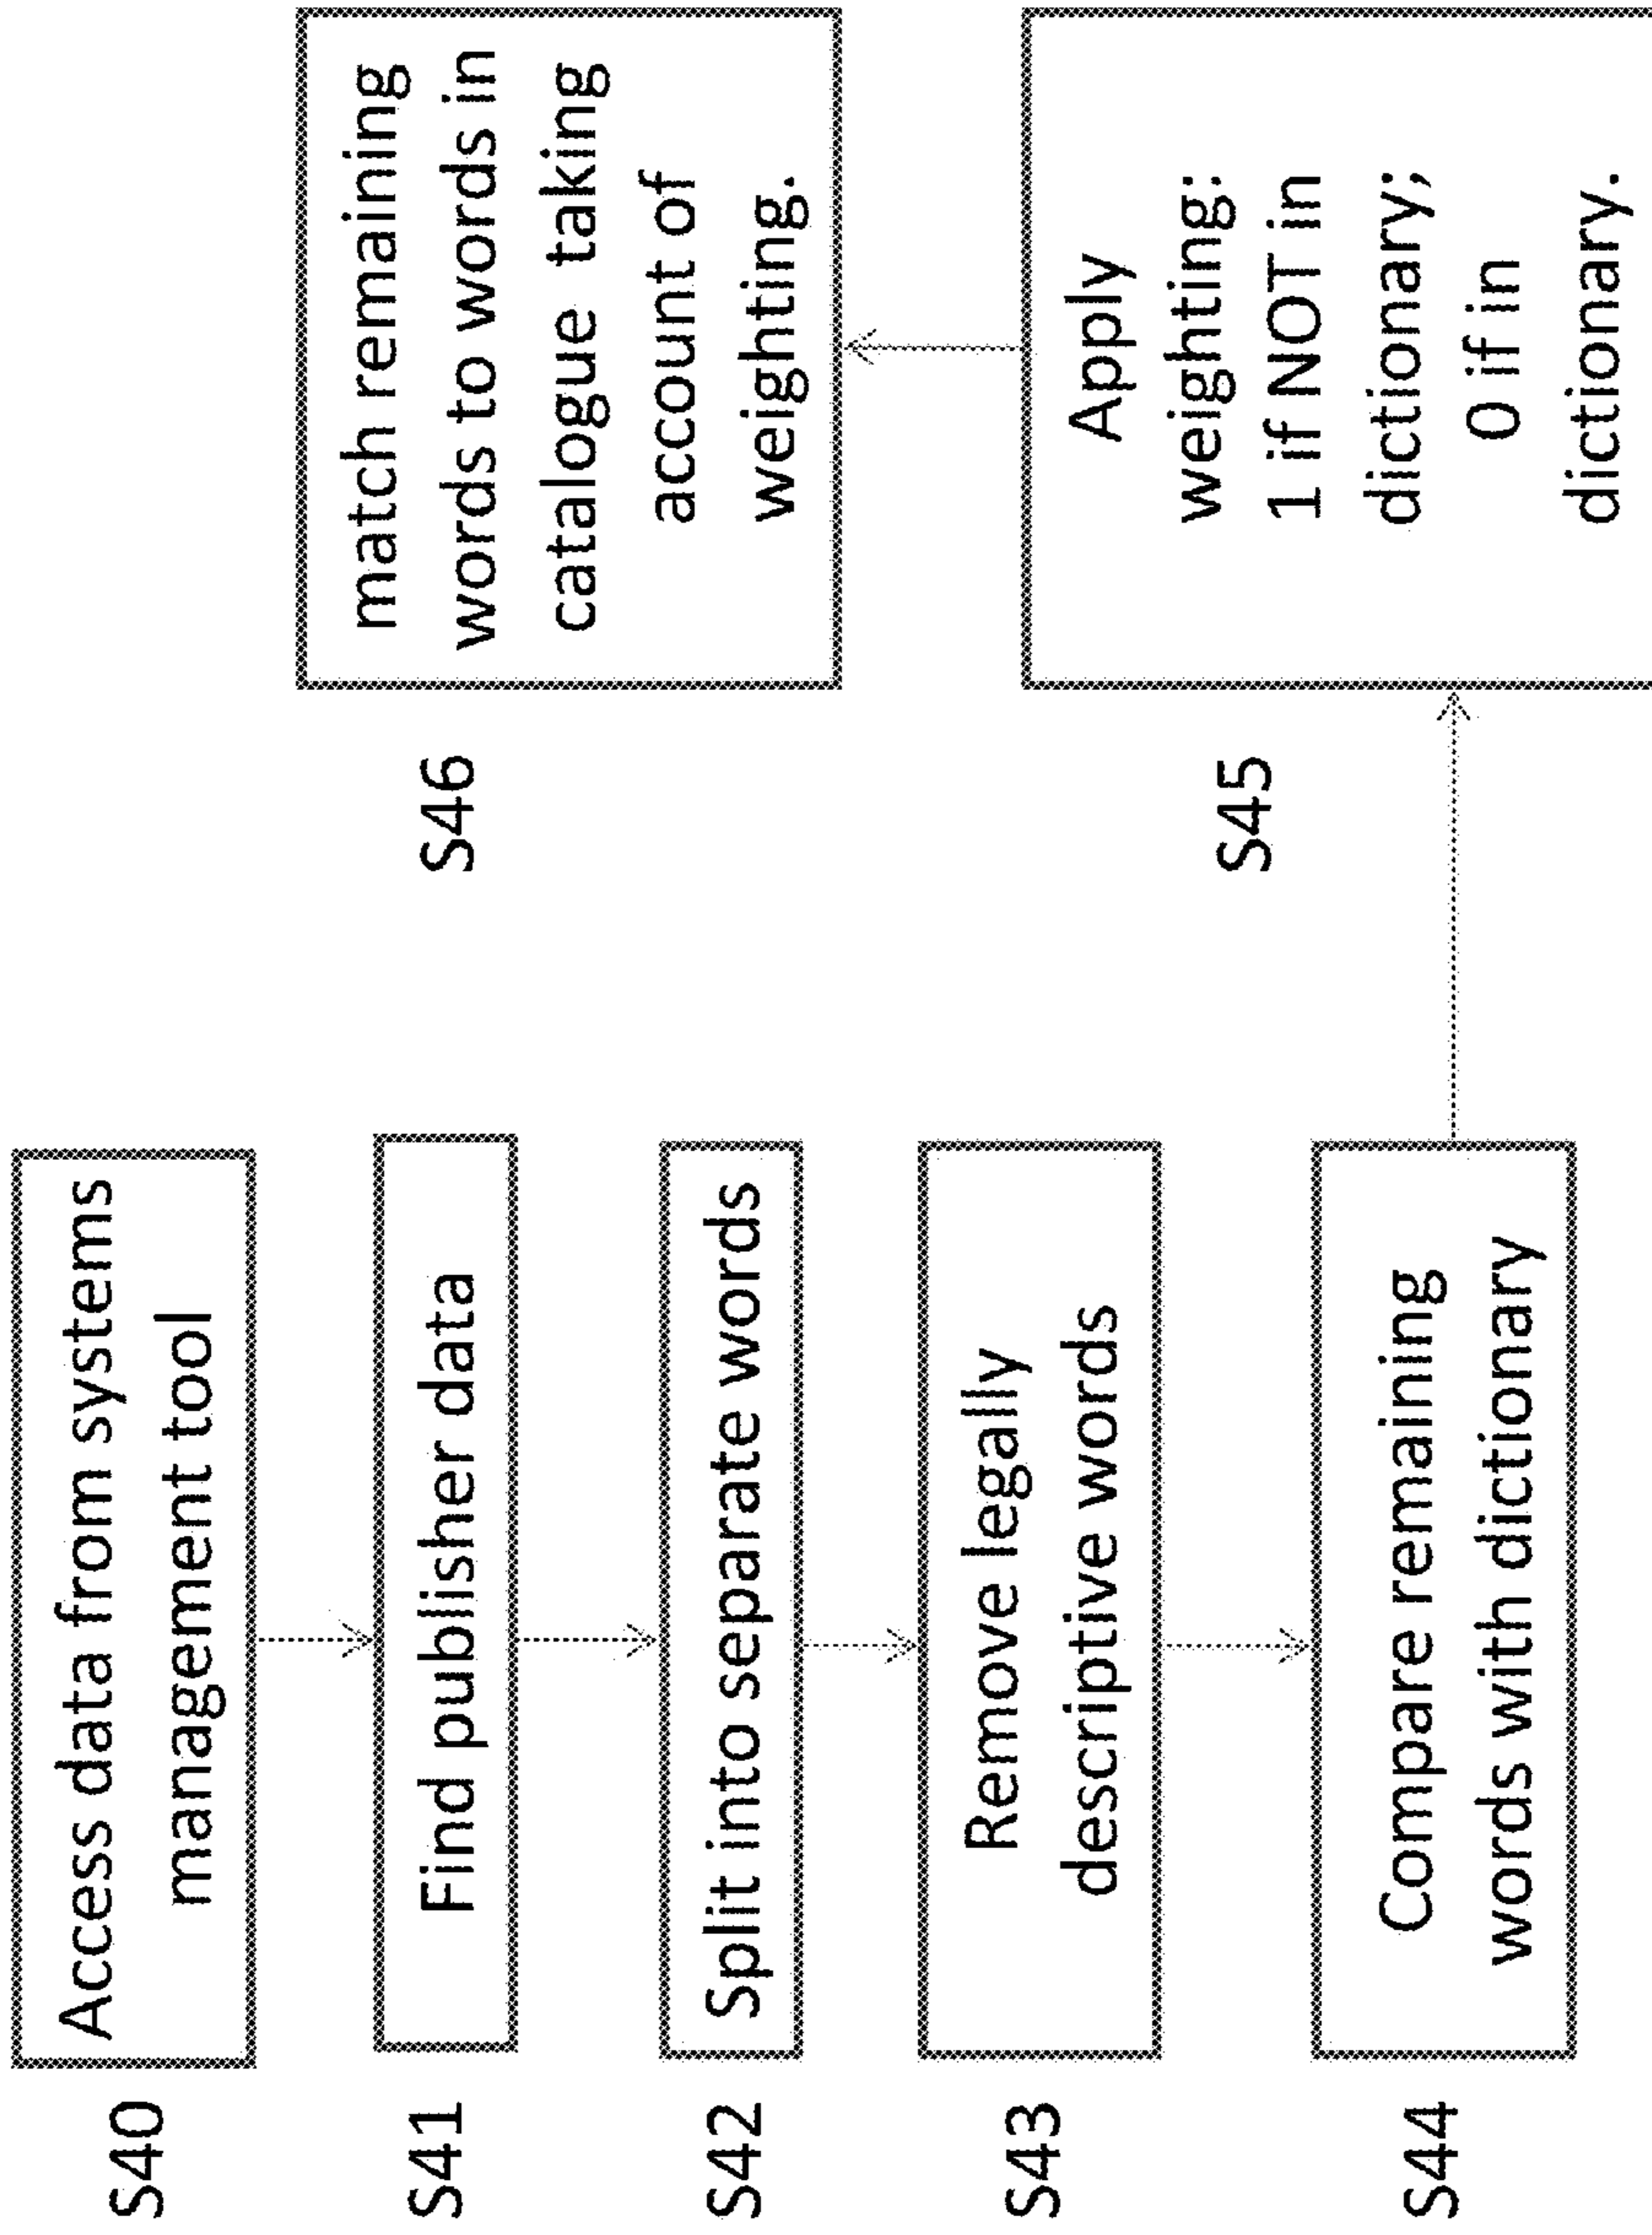 S40
Access data from systems
management tool
S41
Find publisher data
S42
Split into separate words
S43
Remove legally
descriptive words
S44
Compare remaining
words with dictionary
S45
Apply
weighting:
1 if NOT in
dictionary;
0 if in
dictionary.
S46
match remaining
words to words in
catalogue taking
account of
weighting.